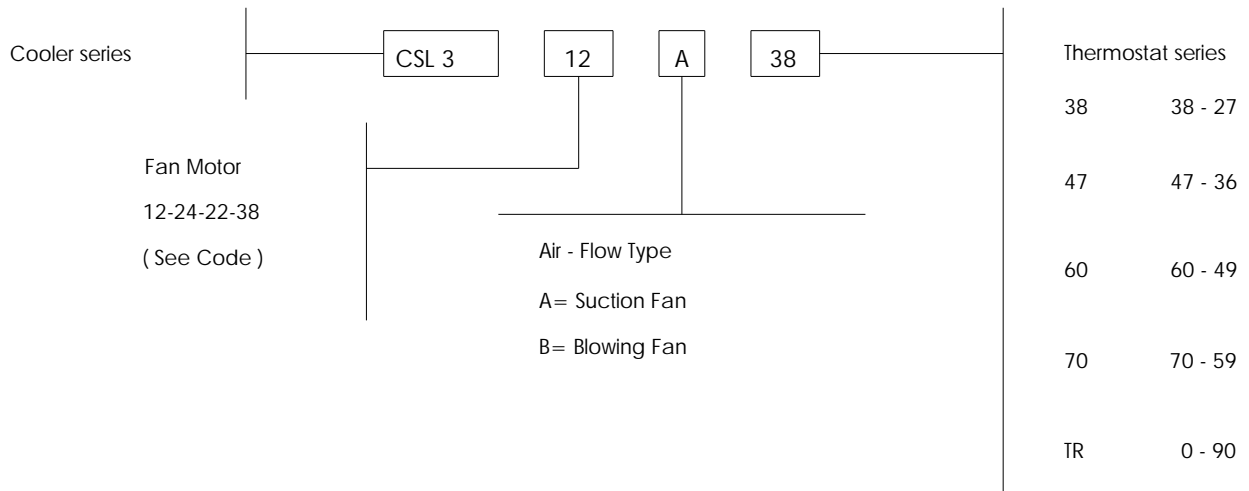 Cooler series
CSL 3 12 A 38
Thermostat series
38 38 - 27
47 47 - 36
60 60 - 49
70 70 - 59
TR 0 - 90
Fan Motor
12-24-22-38
( See Code )
Air - Flow Type
A= Suction Fan
B= Blowing Fan